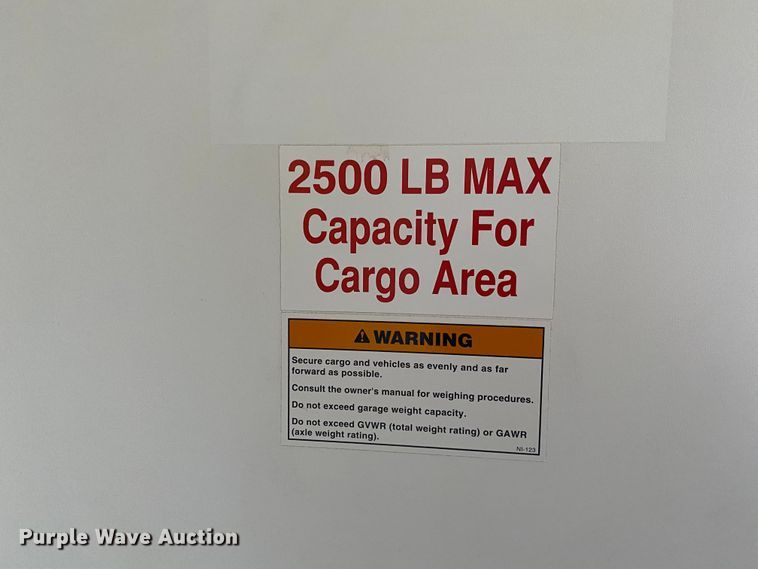 2500 LB MAX
Capacity For
Cargo Area
WARNING
Secure cargo and vehicles as evenly and as far
forward as possible.
Consult the owner's manual for weighing procedures.
Do not exceed garage weight capacity.
Do not exceed GVWR (total weight rating) or GAWR
(axle weight rating).
NI-123
Purple Wave Auction